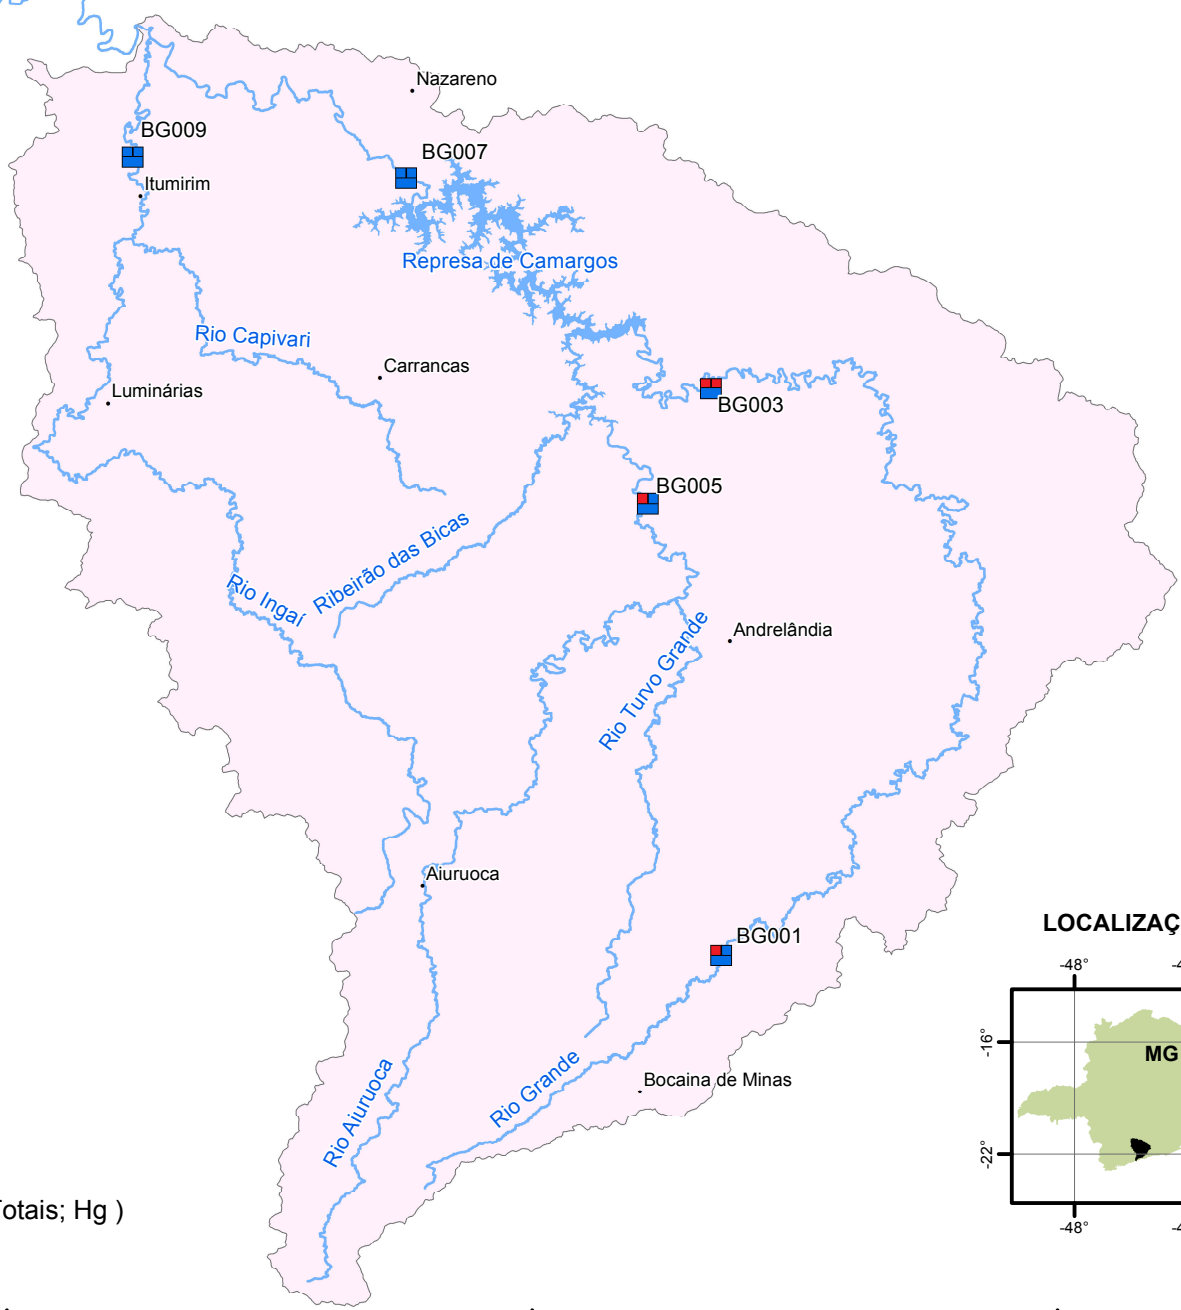 Nazareno
BG009
BG007
Itumirim
Represa de Camargos
Rio Capivari
Carrancas
Luminárias
BG003
BG005
Ribeirão das Bicas
Rio Ingaí
Andrelândia
Rio Turvo Grande
Aiuruoca
BG001
LOCALIZAÇ
-48°
-4
-16°
MG
Bocaina de Minas
Rio Grande
Rio Aiuruoca
-22°
otais; Hg )
-48°
-4